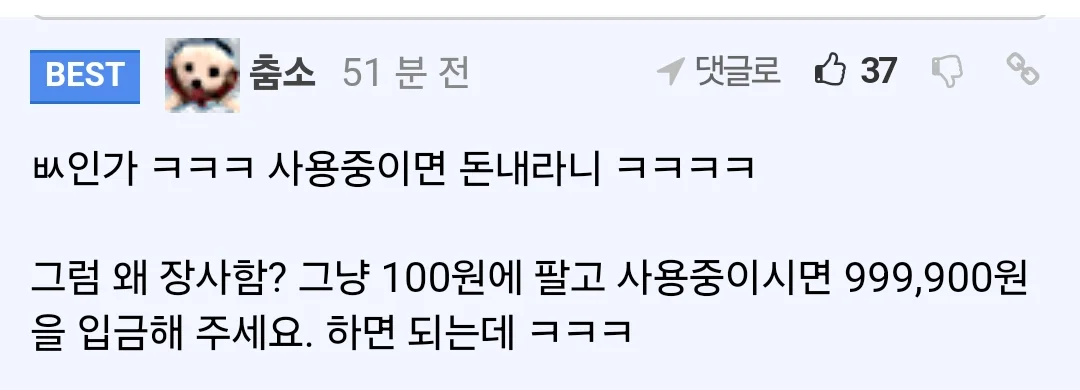 BEST 춤소 51 분 전 댓글로 37
ㅄ인가 ㅋㅋㅋ 사용중이면 돈내라니 ㅋㅋㅋㅋ
그럼 왜 장사함? 그냥 100원에 팔고 사용중이시면 999,900원
을 입금해 주세요. 하면 되는데 ㅋㅋㅋ